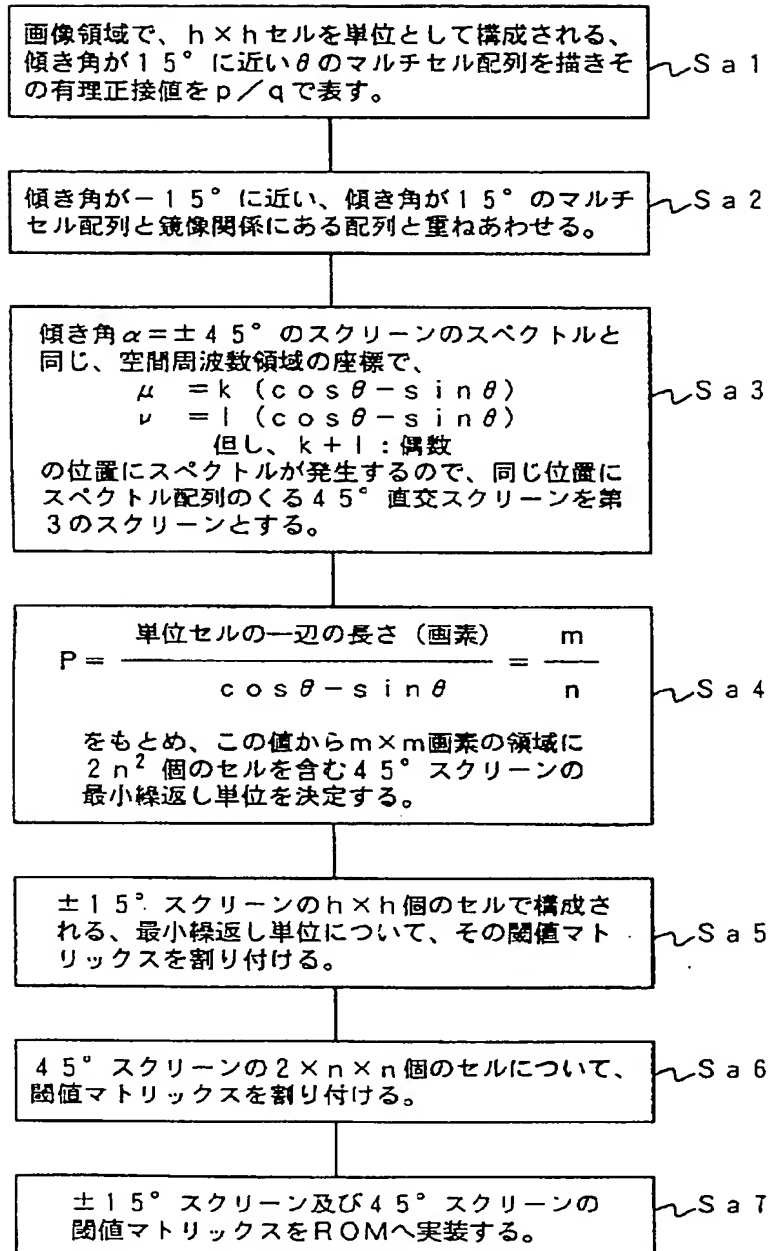 画像領域で、h×hセルを単位として構成される、
傾き角が15°に近いθのマルチセル配列を描きそ
の有理正接値をp/qで表す。
Sa1
傾き角が-15°に近い、傾き角が15°のマルチ
セル配列と鏡像関係にある配列と重ねあわせる。
Sa2
傾き角α=±45°のスクリーンのスペクトルと
同じ、空間周波数領域の座標で、
μ =k(cosθ-sinθ)
ν =l(cosθ-sinθ)
但し、k+l:偶数
の位置にスペクトルが発生するので、同じ位置に
スペクトル配列のくる45°直交スクリーンを第
3のスクリーンとする。
Sa3
P= 単位セルの一辺の長さ(画素) = m
cosθ-sinθ n
をもとめ、この値からm×m画素の領域に
2n²個のセルを含む45°スクリーンの
最小繰返し単位を決定する。
Sa4
±15°スクリーンのh×h個のセルで構成さ
れる、最小繰返し単位について、その閾値マト
リックスを割り付ける。
Sa5
45°スクリーンの2×n×n個のセルについて、
閾値マトリックスを割り付ける。
Sa6
±15°スクリーン及び45°スクリーンの
閾値マトリックスをROMへ実装する。
Sa7